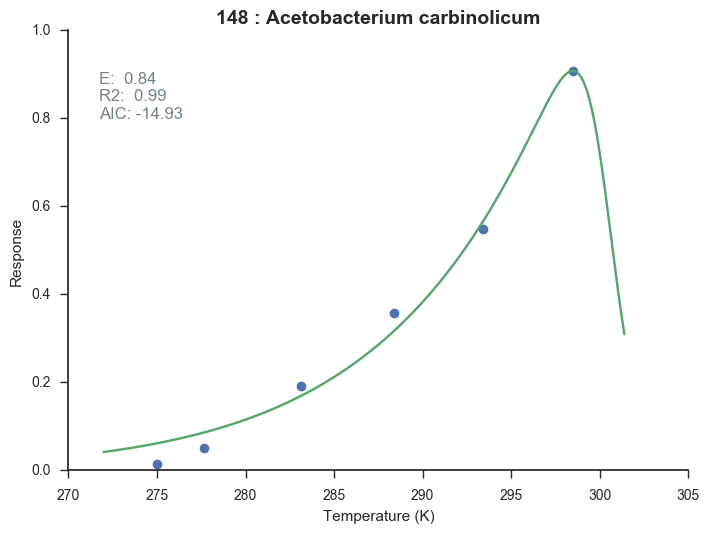 148 : Acetobacterium carbinolicum
E:  0.84
R2:  0.99
AIC: -14.93
Response
1.0
0.8
0.6
0.4
0.2
0.0
270 275 280 285 290 295 300 305
Temperature (K)